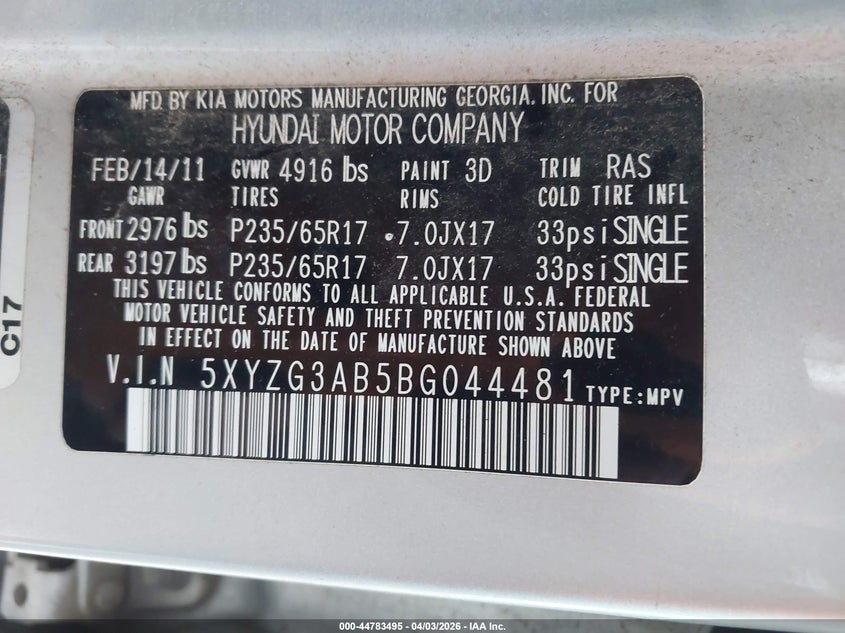 MFD. BY KIA MOTORS MANUFACTURING GEORGIA. INC. FOR
HYUNDAI MOTOR COMPANY
FEB/14/11 GVWR 4916 lbs PAINT 3D TRIM RAS
GAWR TIRES RIMS COLD TIRE INFL
FRONT 2976 lbs P235/65R17 7.0JX17 33psi SINGLE
REAR 3197 lbs P235/65R17 7.0JX17 33psi SINGLE
THIS VEHICLE CONFORMS TO ALL APPLICABLE U.S.A. FEDERAL
MOTOR VEHICLE SAFETY AND THEFT PREVENTION STANDARDS
IN EFFECT ON THE DATE OF MANUFACTURE SHOWN ABOVE
V.I.N 5XYZG3AB5BG044481 TYPE:MPV
C17
000-44783495 - 04/03/2026 - IAA Inc.